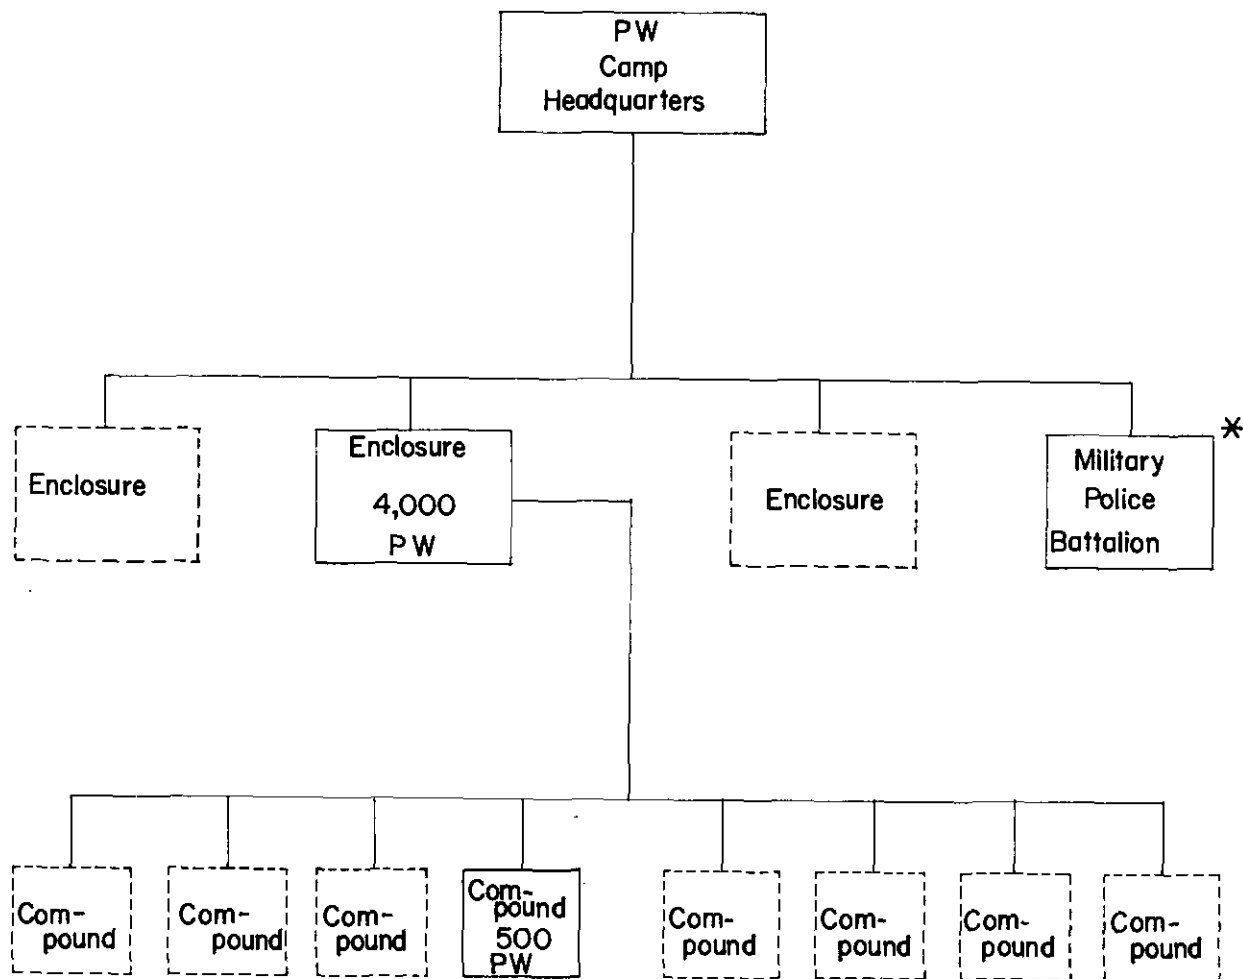 PW
Camp
Headquarters
Enclosure
Enclosure
4,000
PW
Enclosure
Military
Police
Battalion
*
Com-
pound
Com-
pound
Com-
pound
Com-
pound
500
PW
Com-
pound
Com-
pound
Com-
pound
Com-
pound